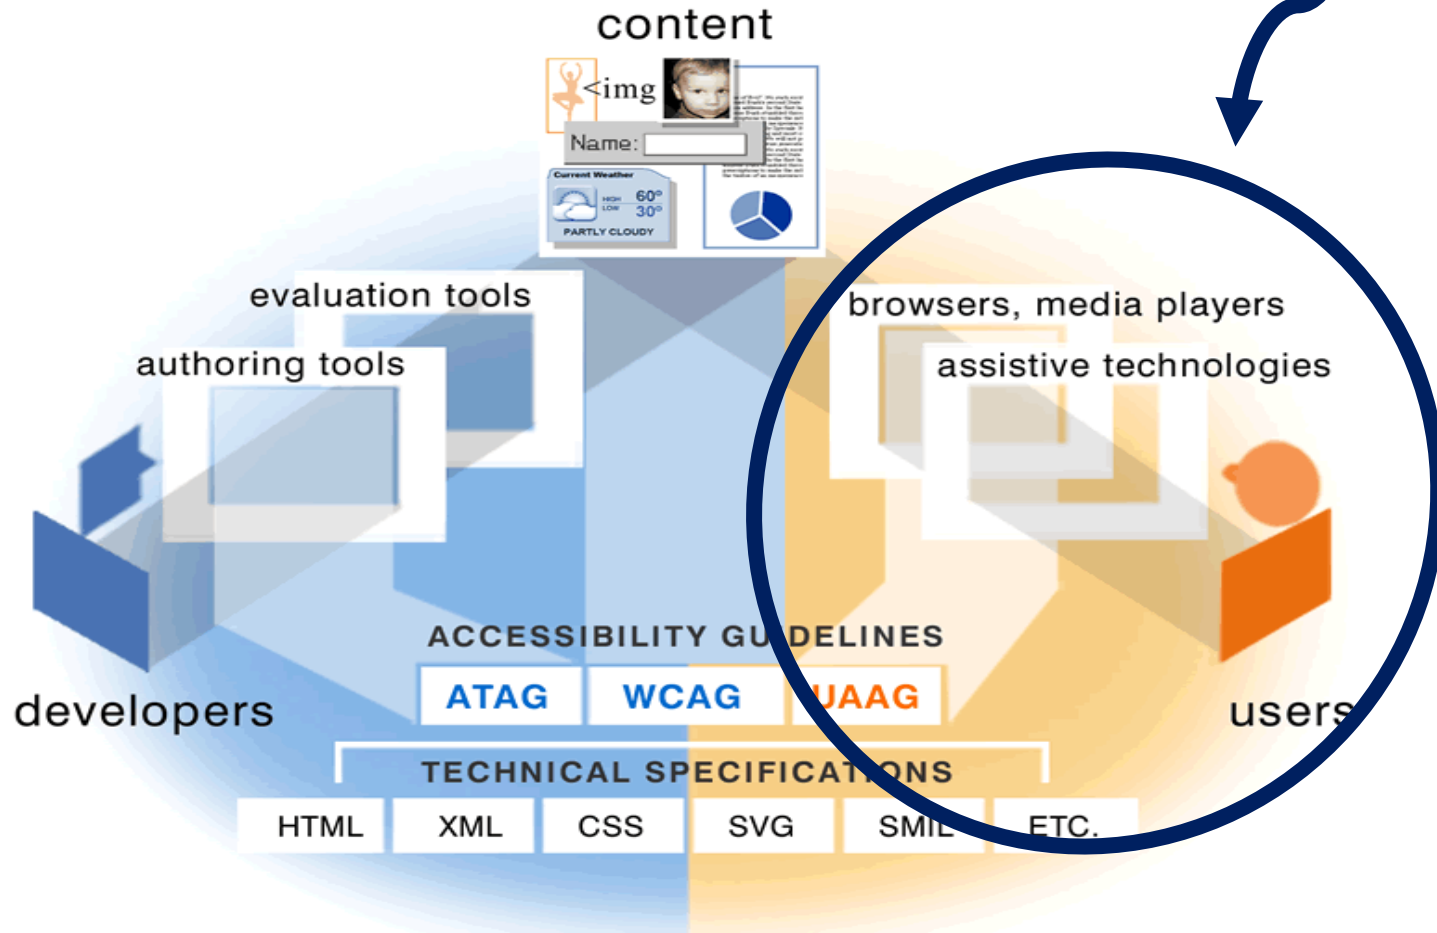 content
<img
Name:
Current Weather
HIGH 60°
LOW 30°
PARTLY CLOUDY
evaluation tools
browsers, media players
authoring tools
assistive technologies
ACCESSIBILITY GUIDELINES
ATAG WCAG UAAG
developers
users
TECHNICAL SPECIFICATIONS
HTML XML CSS SVG SMIL ETC.